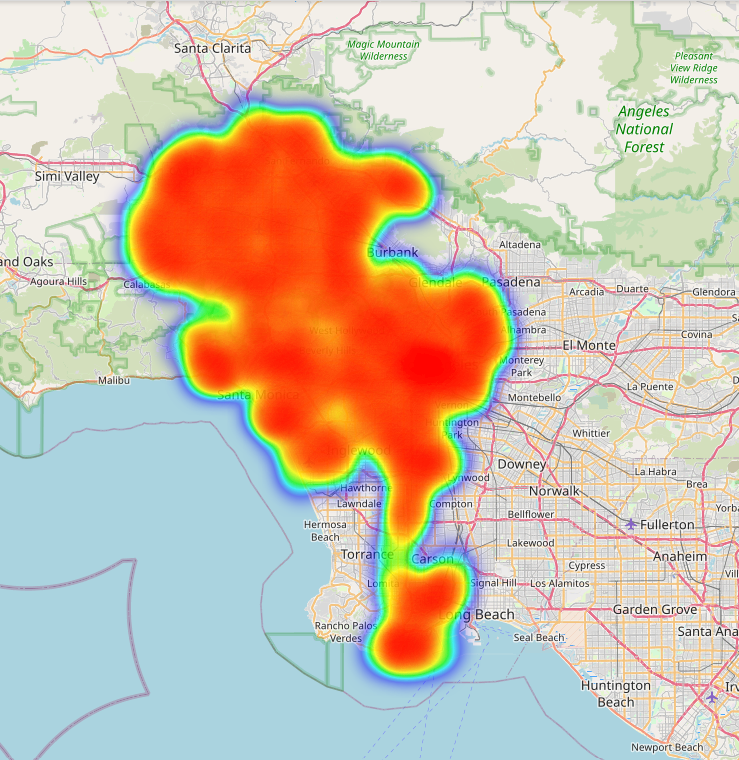 Santa Clarita
Magic Mountain
Wilderness
Pleasant
View Ridge
Wilderness
Angeles
National
Forest
Simi Valley
Burbank
Altadena
and Oaks
Agoura Hills
Calabasas
Glendale
Pasadena
Arcadia
Duarte
Glendora
Pasadena
Alhambra
Covina
West Ho
El Monte
Monterey
Park
Malibu
La Puente
Santa Monica
Montebello
Huntington
Park
Whittier
Inglewood
Downey
La Habra
Lynwood
Brea
Hawthorne
Norwalk
Lawndale
Compton
Yorba
Hermosa
Beach
Bellflower
Fullerton
Lakewood
Torrance
Carson
Anaheim
Cypress
Lomita
Signal Hill
Los Alamitos
Vill
Long Beach
Garden Grove
Rancho Palos
Verdes
Seal Beach
Santa Ana
Huntington
Beach
Irv
Newport Beach